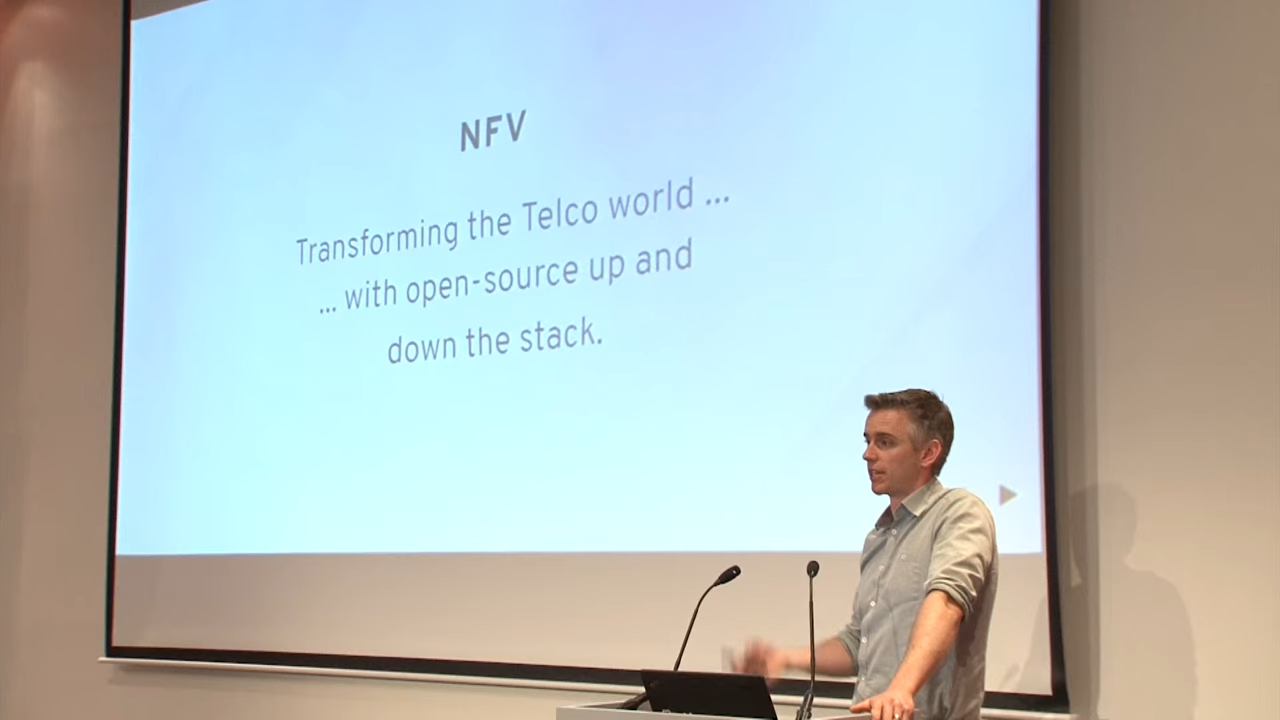 NFV
Transforming the Telco world ...
... with open-source up and
down the stack.